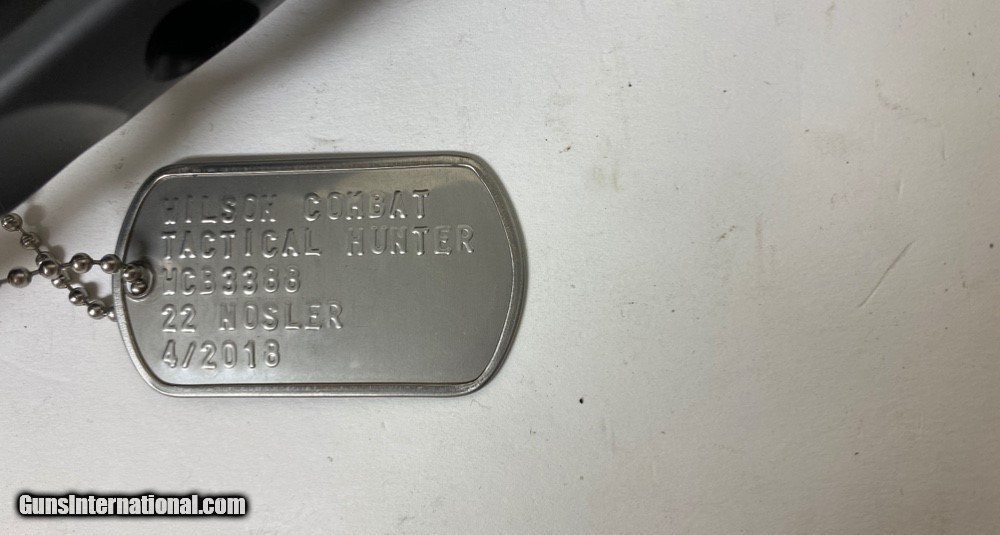 WILSON COMBAT
TACTICAL HUNTER
WCB3388
22 NOSLER
4/2018
GunsInternational.com